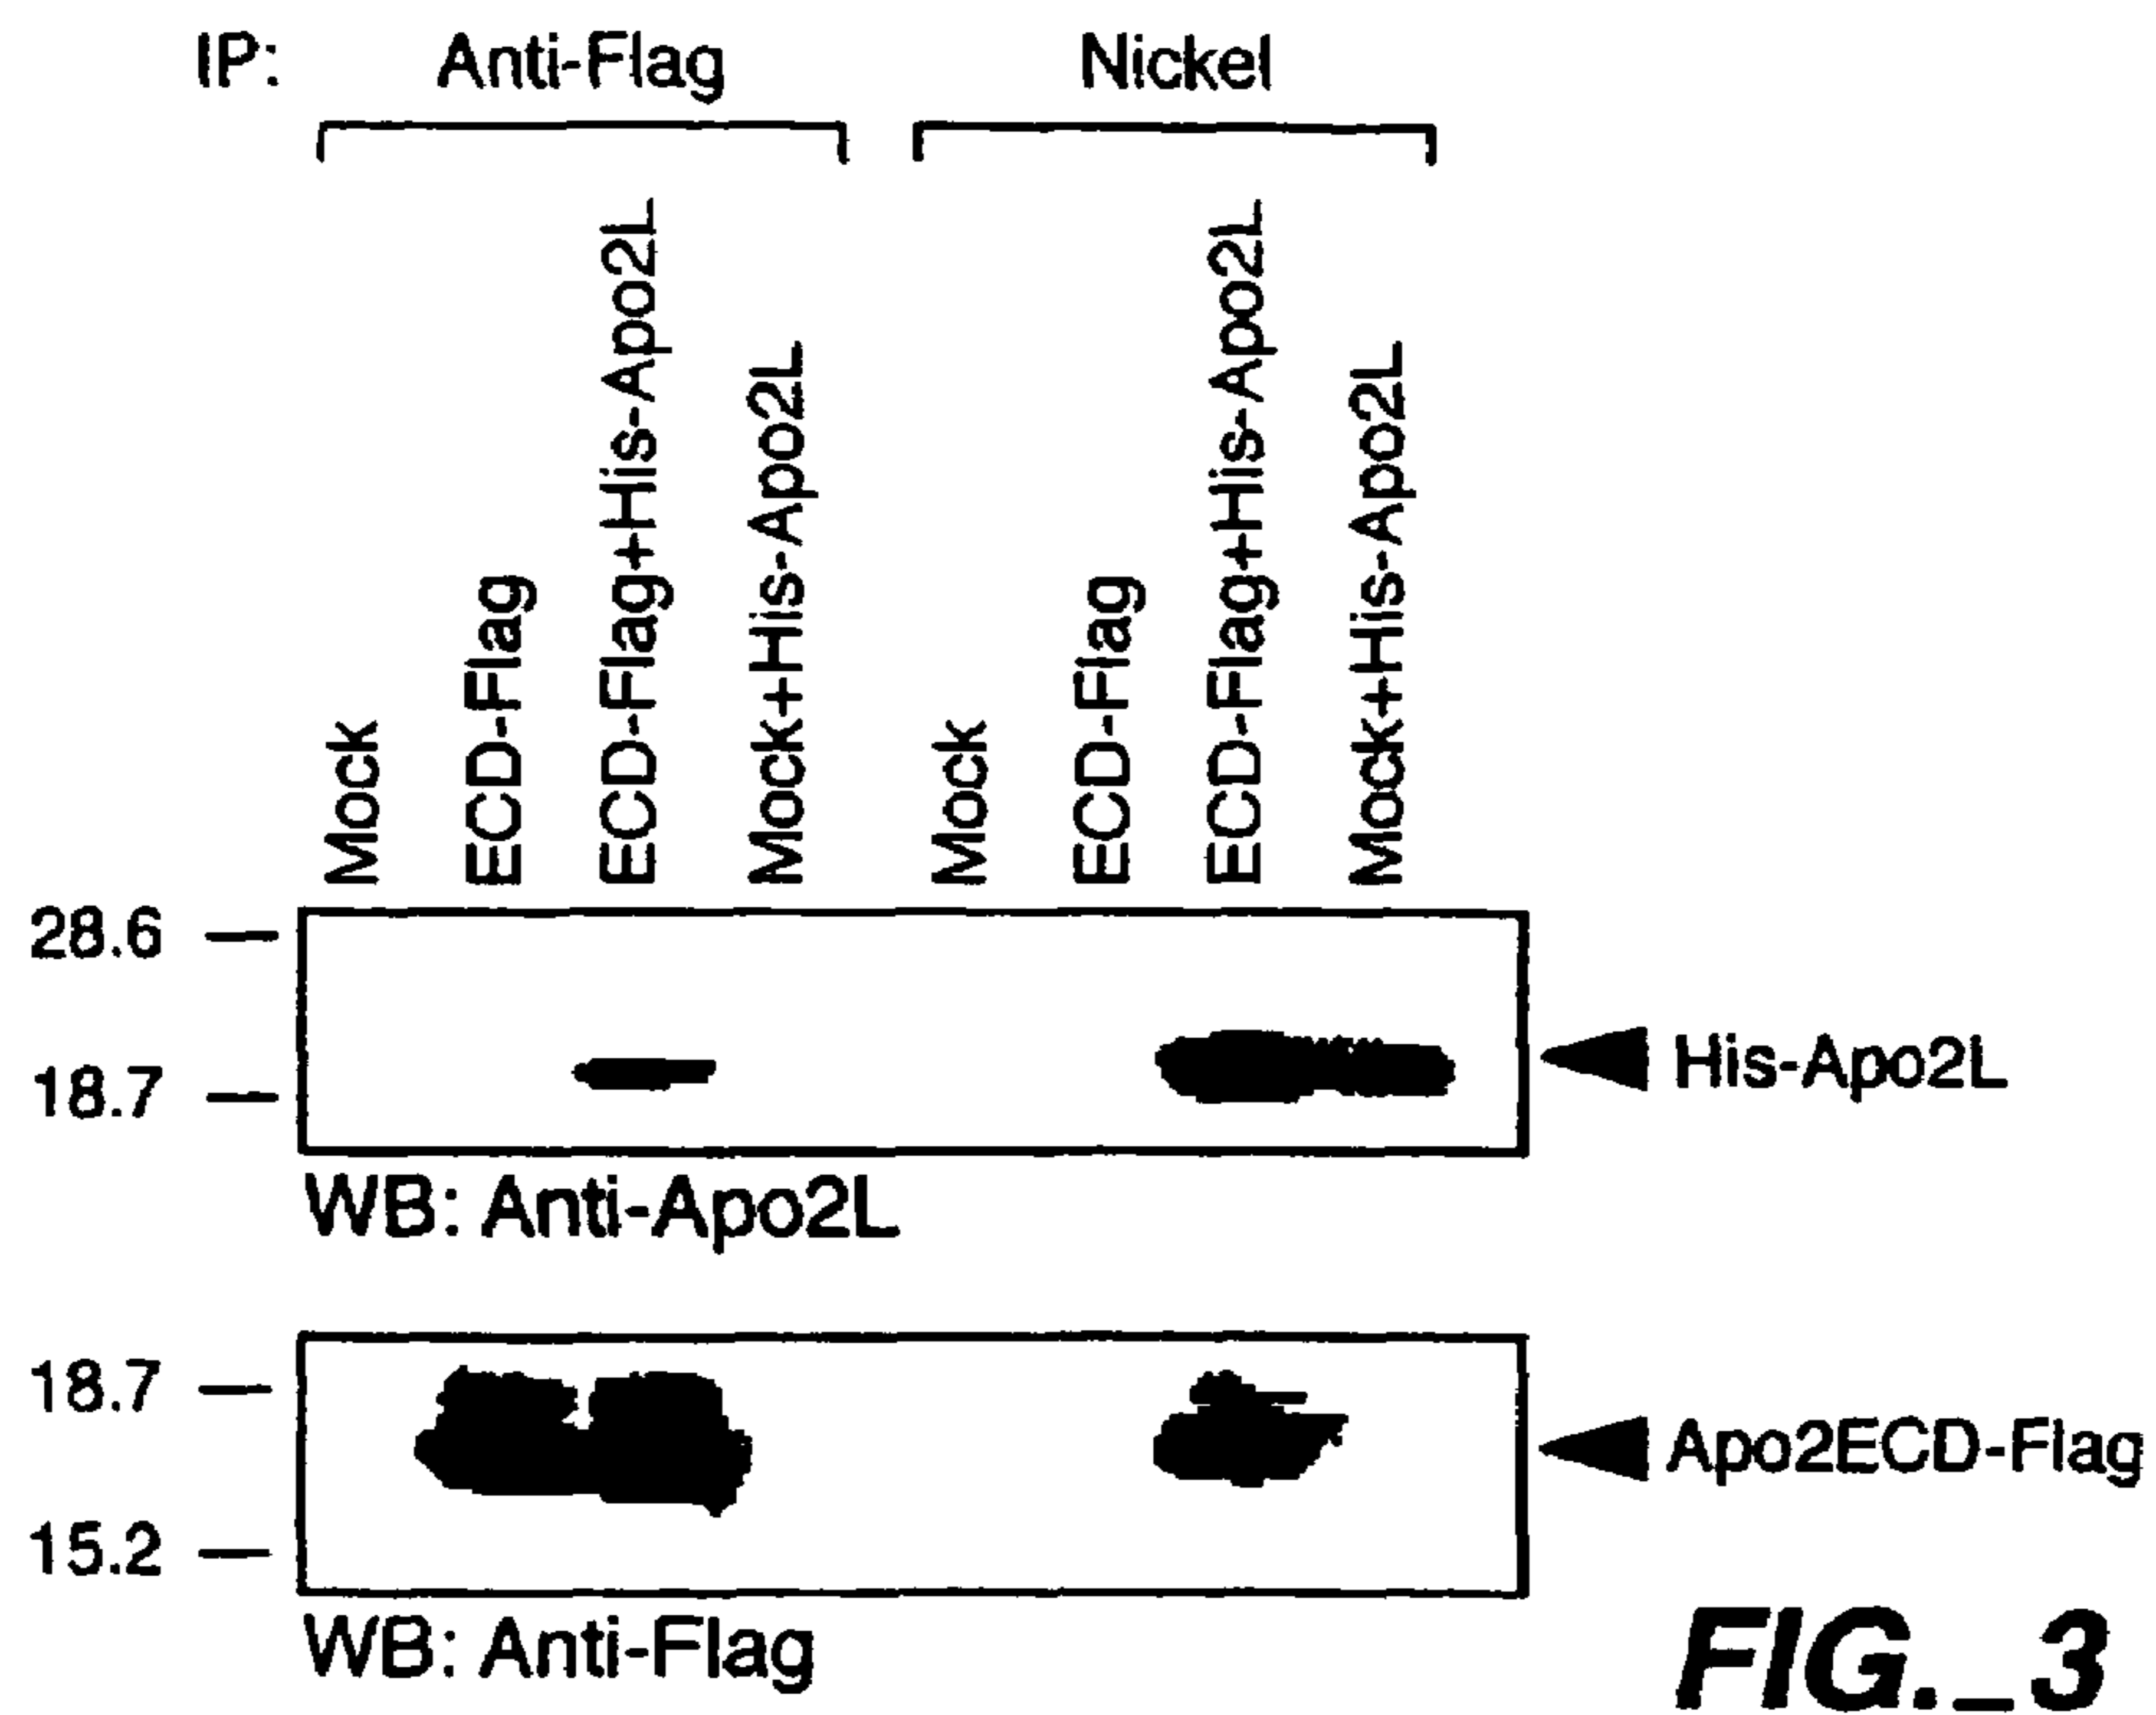 IP: Anti-Flag Nickel
Mock
ECD-Flag
ECD-Flag+His-Apo2L
Mock+His-Apo2L
Mock
ECD-Flag
ECD-Flag+His-Apo2L
Mock+His-Apo2L
28.6
18.7
His-Apo2L
WB: Anti-Apo2L
18.7
Apo2ECD-Flag
15.2
WB: Anti-Flag
FIG._3